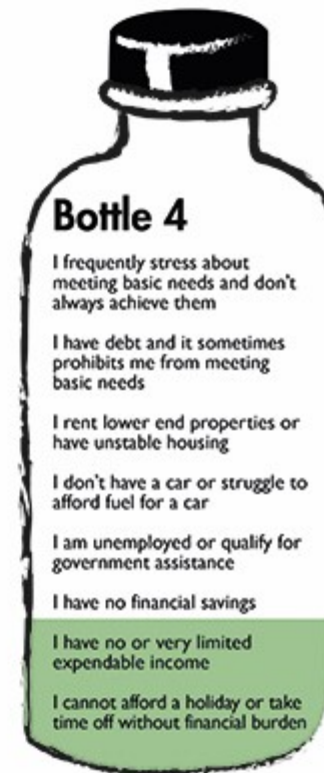 Bottle 4
I frequently stress about
meeting basic needs and don't
always achieve them
I have debt and it sometimes
prohibits me from meeting
basic needs
I rent lower end properties or
have unstable housing
I don't have a car or struggle to
afford fuel for a car
I am unemployed or qualify for
government assistance
I have no financial savings
I have no or very limited
expendable income
I cannot afford a holiday or take
time off without financial burden